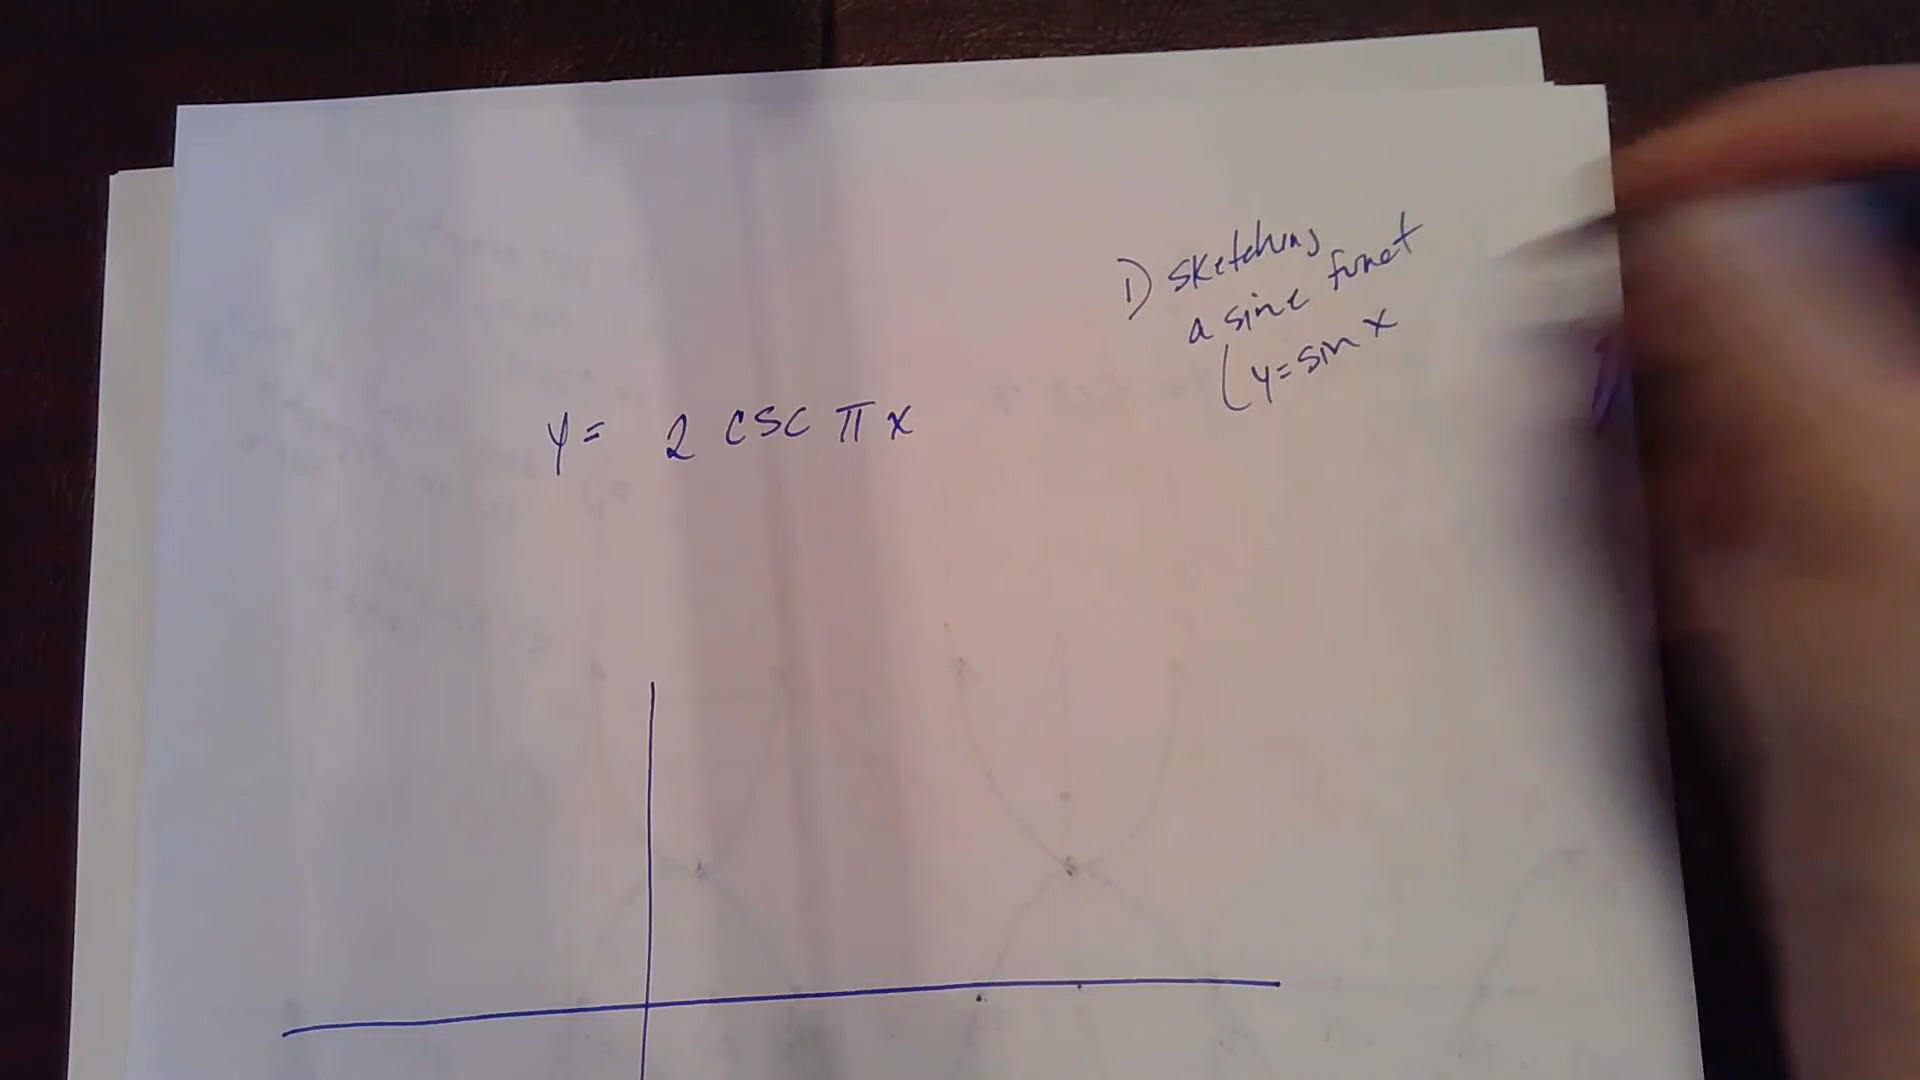 1) sketching
a sine funct
(y = sin x
y = 2 csc π x